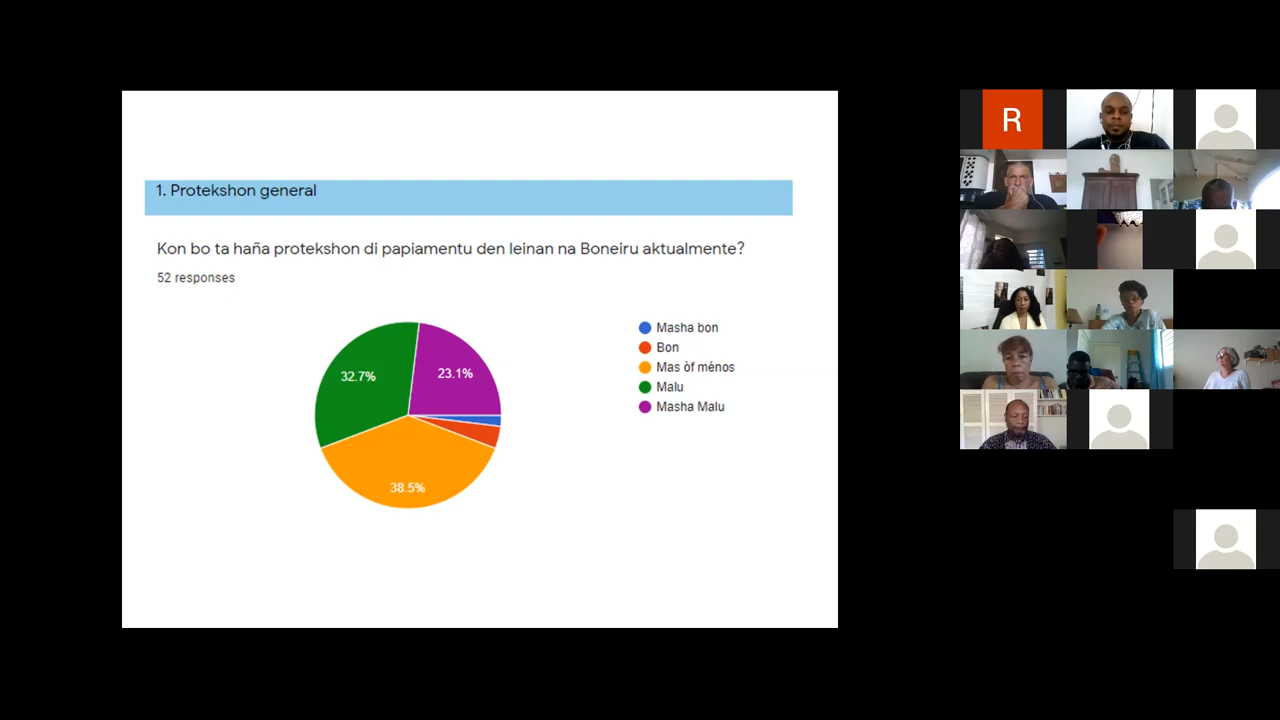 1. Protekshon general
Kon bo ta haña protekshon di papiamentu den leinan na Boneiru aktualmente?
52 responses
32.7%
23.1%
38.5%
Masha bon
Bon
Mas òf ménos
Malu
Masha Malu
R